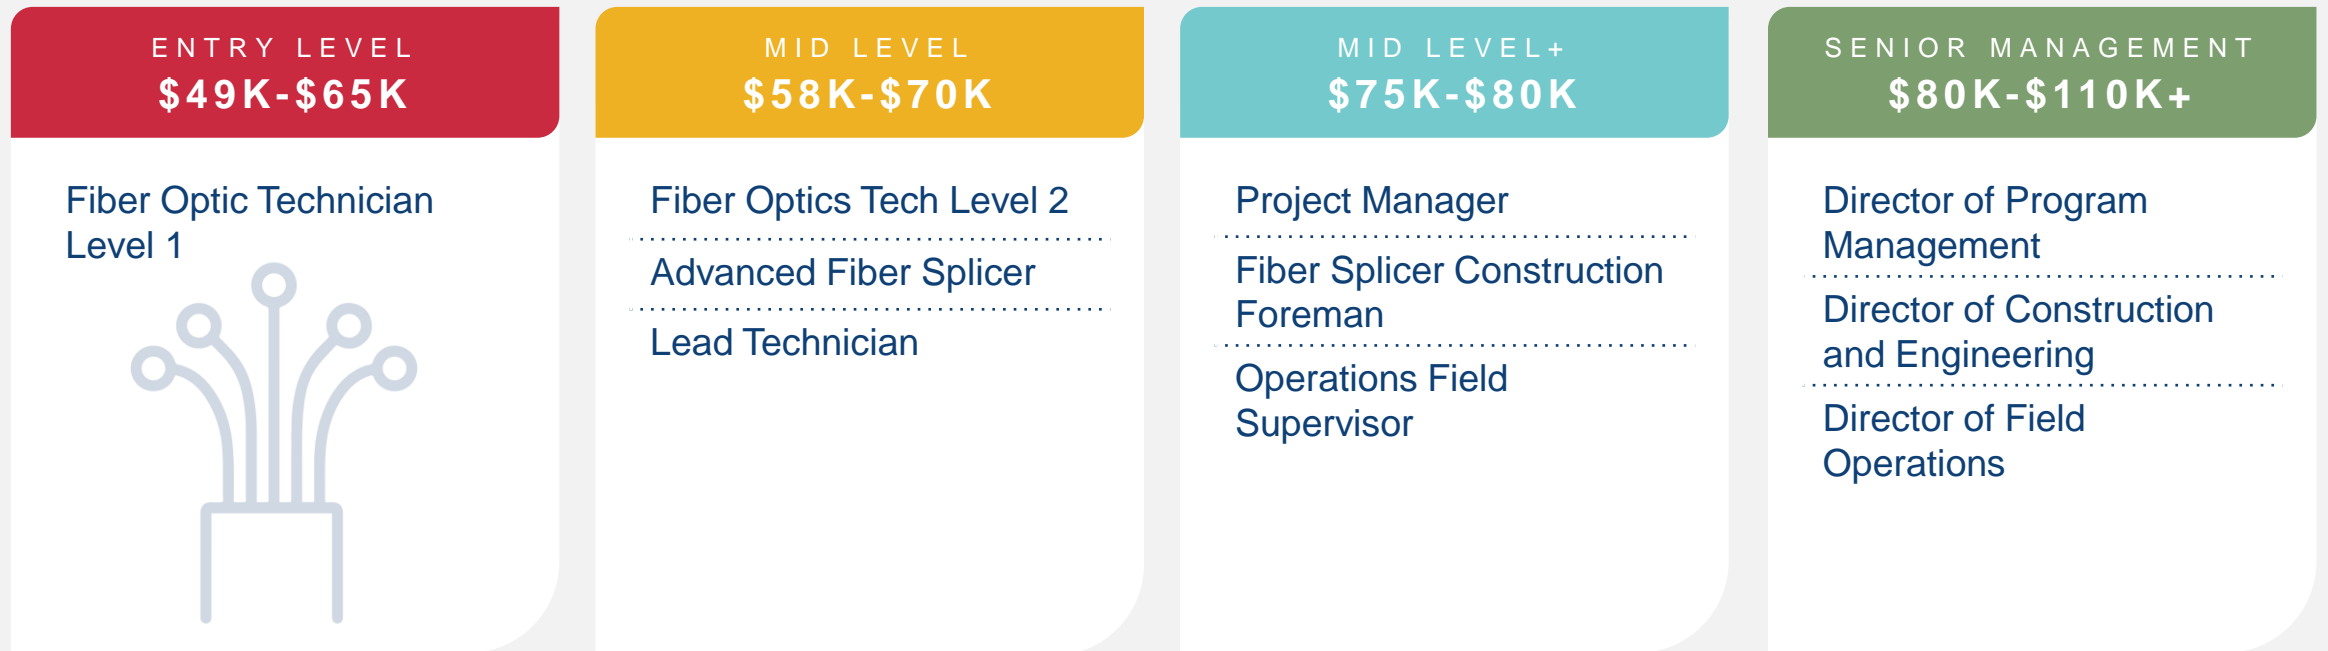 ENTRY LEVEL
$49K-$65K
Fiber Optic Technician
Level 1
MID LEVEL
$58K-$70K
Fiber Optics Tech Level 2
Advanced Fiber Splicer
Lead Technician
MID LEVEL+
$75K-$80K
Project Manager
Fiber Splicer Construction
Foreman
Operations Field
Supervisor
SENIOR MANAGEMENT
$80K-$110K+
Director of Program
Management
Director of Construction
and Engineering
Director of Field
Operations